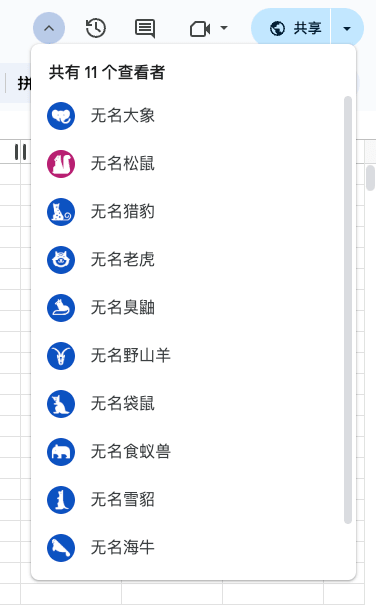 共享
拼
共有 11 个查看者
无名大象
无名松鼠
无名猎豹
无名老虎
无名臭鼬
无名野山羊
无名袋鼠
无名食蚁兽
无名雪貂
无名海牛